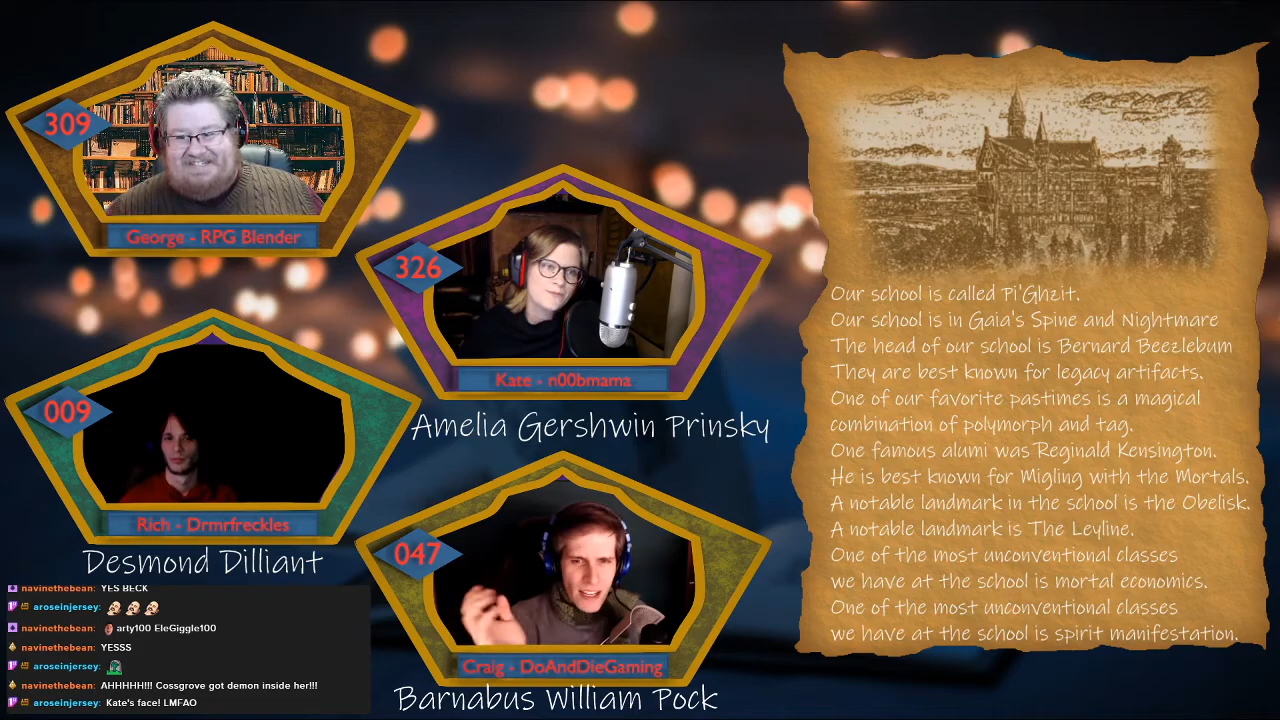 309
George - RPG Blender
326
Kate - n00bmama
Amelia Gershwin Prinsky
009
Rich - Drmrfreckles
Desmond Dilliant
047
Craig - DoAndDieGaming
Barnabus William Pock
navinethebean: YES BECK
aroseinjersey:
navinethebean: arty100 EleGiggle100
navinethebean: YESSS
aroseinjersey:
navinethebean: AHHHHH!!! Cossgrove got demon inside her!!!
aroseinjersey: Kate's face! LMFAO
Our school is called Pi'Ghzit.
Our school is in Gaia's Spine and Nightmare
The head of our school is Bernard Beezlebum
They are best known for legacy artifacts.
One of our favorite pastimes is a magical
combination of polymorph and tag.
One famous alumi was Reginald Kensington.
He is best known for Migling with the Mortals.
A notable landmark in the school is the Obelisk.
A notable landmark is The Leyline.
One of the most unconventional classes
we have at the school is mortal economics.
One of the most unconventional classes
we have at the school is spirit manifestation.